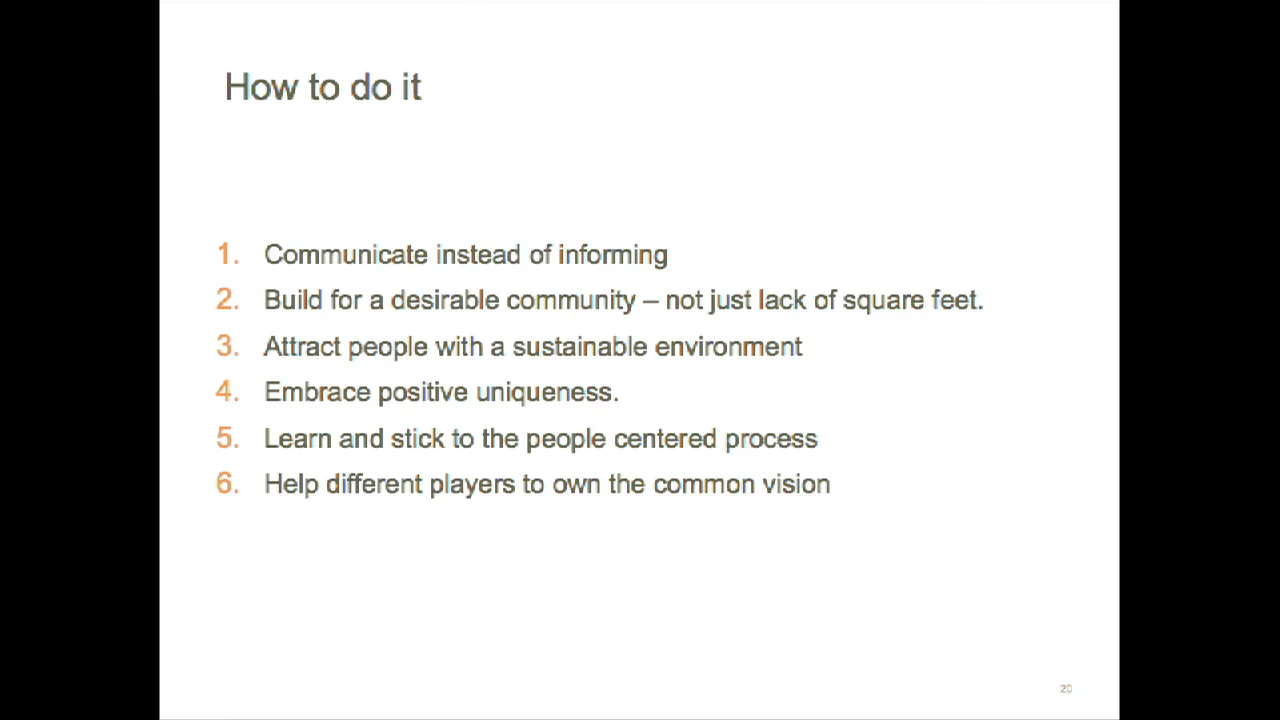 How to do it
1. Communicate instead of informing
2. Build for a desirable community – not just lack of square feet.
3. Attract people with a sustainable environment
4. Embrace positive uniqueness.
5. Learn and stick to the people centered process
6. Help different players to own the common vision
20